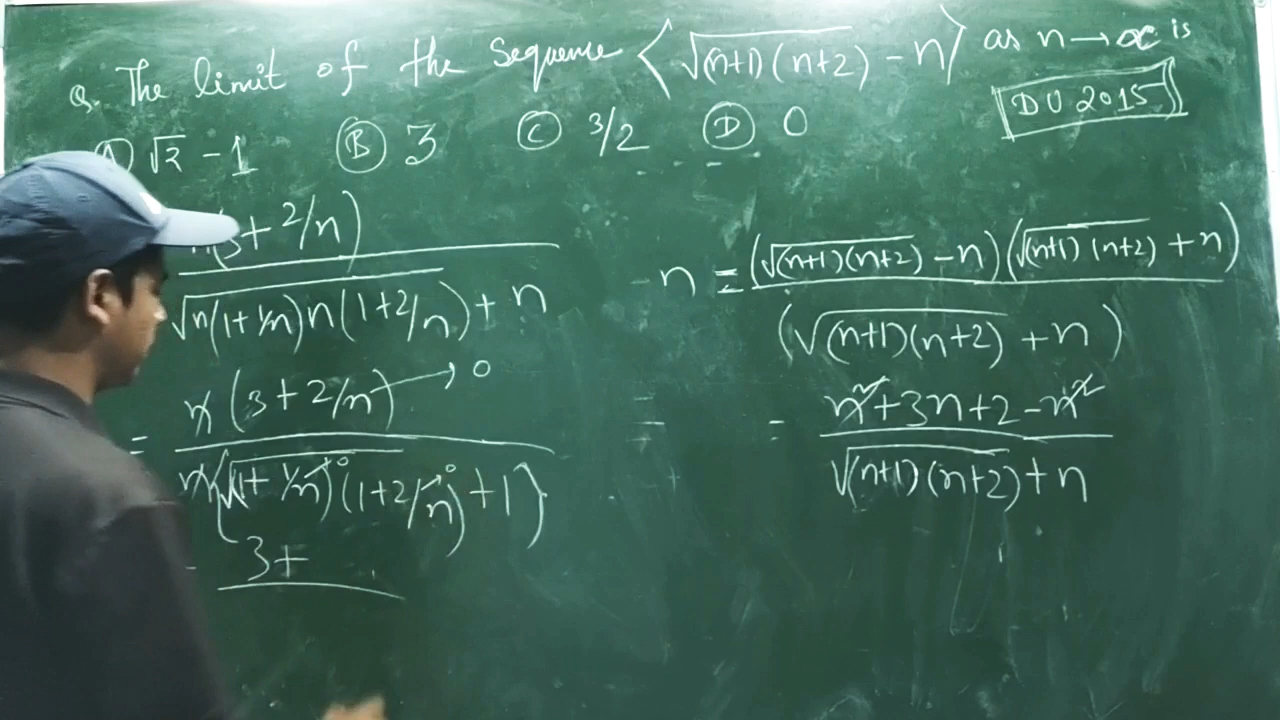 Q. The limit of the Sequence <√(n+1)(n+2) - n> as n→∞ is
DU 2015
A) √2 - 1 (B) 3 (C) 3/2 (D) 0
(3+2/n)
√n(1+1/n)n(1+2/n) + n
n(3+2/n) → 0
= n(√(1+1/n)(1+2/n) + 1)
0 0
3+
- n = (√(n+1)(n+2) - n)(√(n+1)(n+2) + n)
(√(n+1)(n+2) + n)
= = n²+3n+2-n²
√(n+1)(n+2) + n